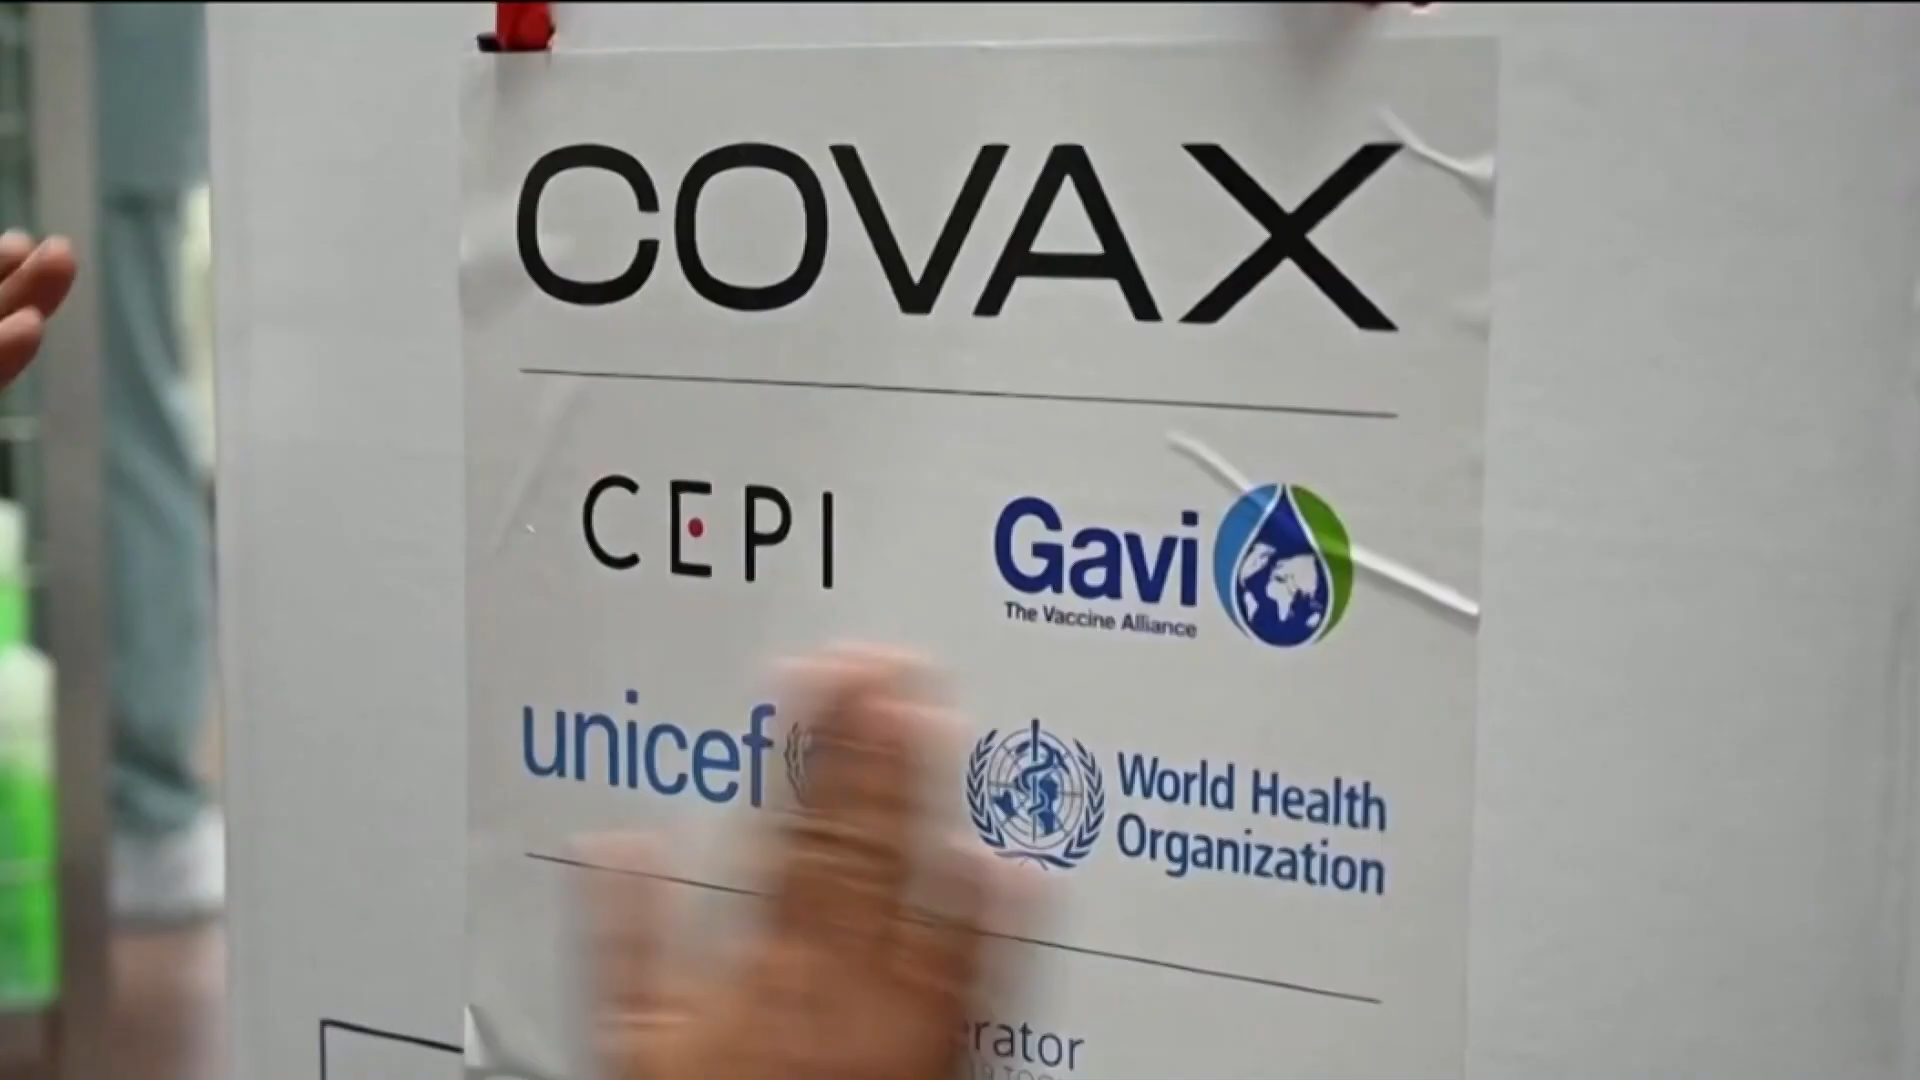 COVAX
CEPI
Gavi
The Vaccine Alliance
unicef
World Health
Organization
erator